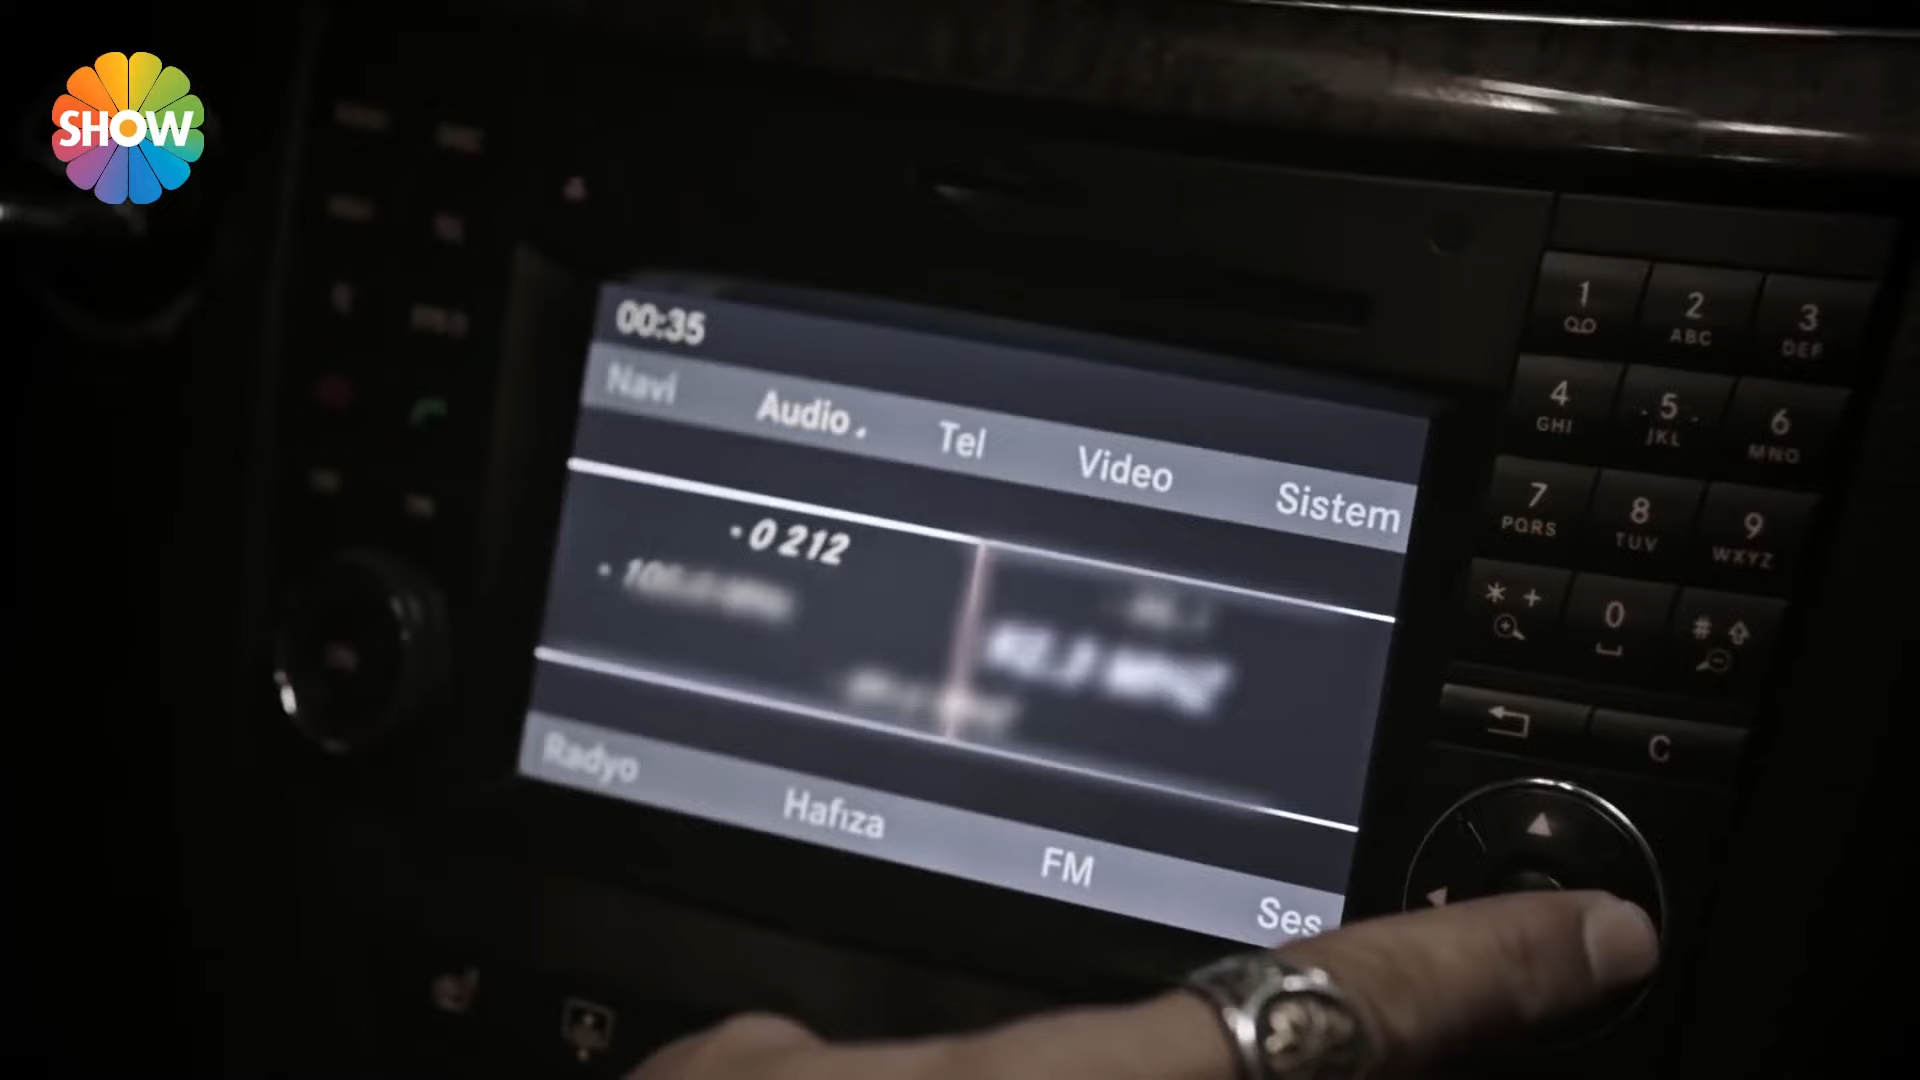 SHOW
00:35
Navi Audio Tel Video Sistem
0 212
Radyo Hafıza FM Ses
1 2 3
ABC DEF
4 5 6
GHI JKL MNO
7 8 9
PQRS TUV WXYZ
* + 0 #
C